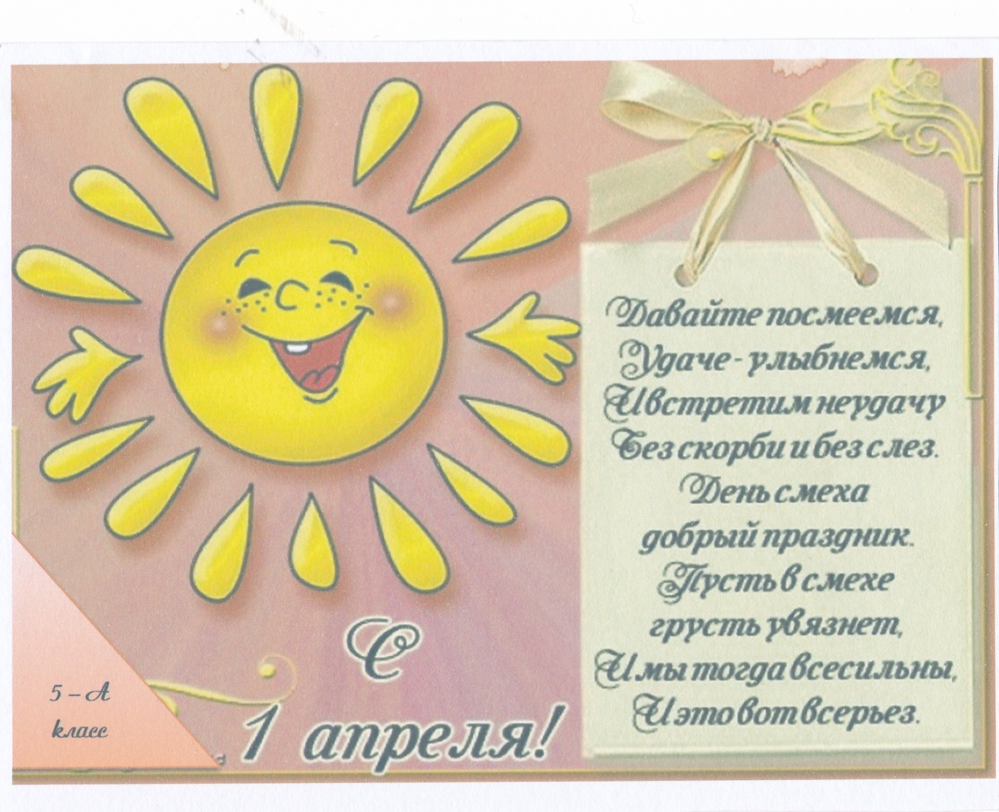 Давайте посмеемся,
Удаче - улыбнемся,
И встретим неудачу
Без скорби и без слез.
День смеха
добрый праздник.
Пусть в смехе
грусть увязнет,
И мы тогда всесильны,
И это вот всерьез.
С
1 апреля!
5 – А
класс